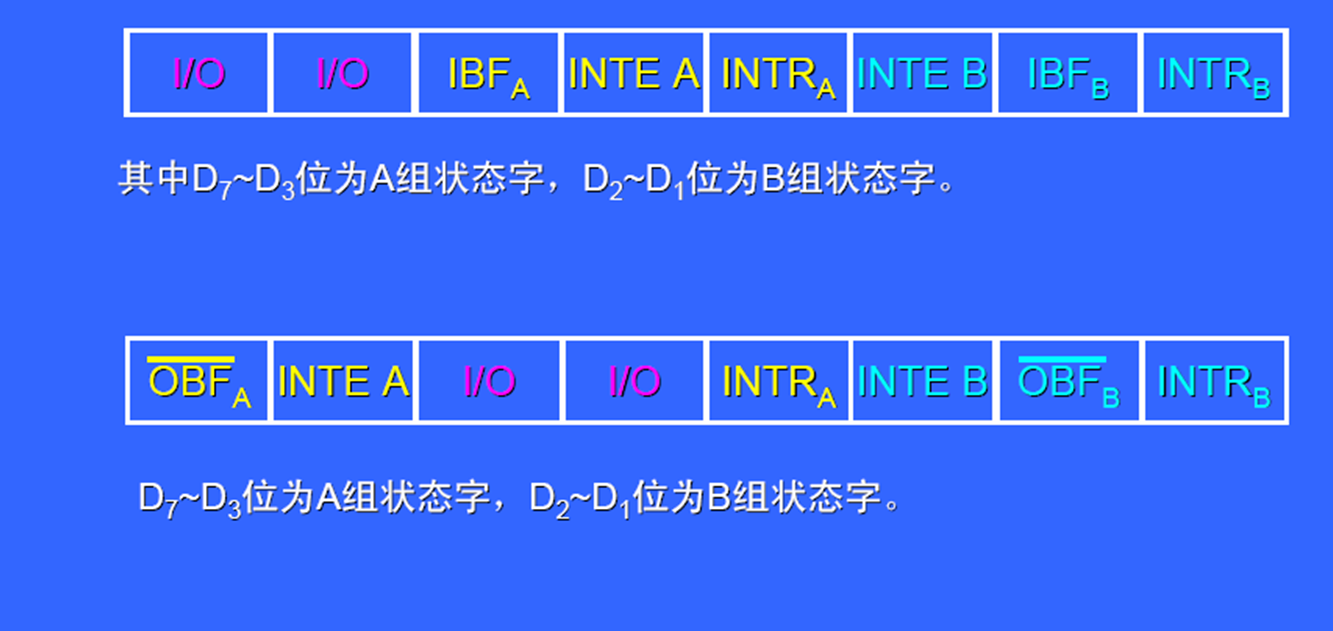 I/O I/O IBFA INTE A INTRA INTE B IBFB INTRB
其中D7~D3位为A组状态字，D2~D1位为B组状态字。
O̅B̅F̅A INTE A I/O I/O INTRA INTE B O̅B̅F̅B INTRB
D7~D3位为A组状态字，D2~D1位为B组状态字。